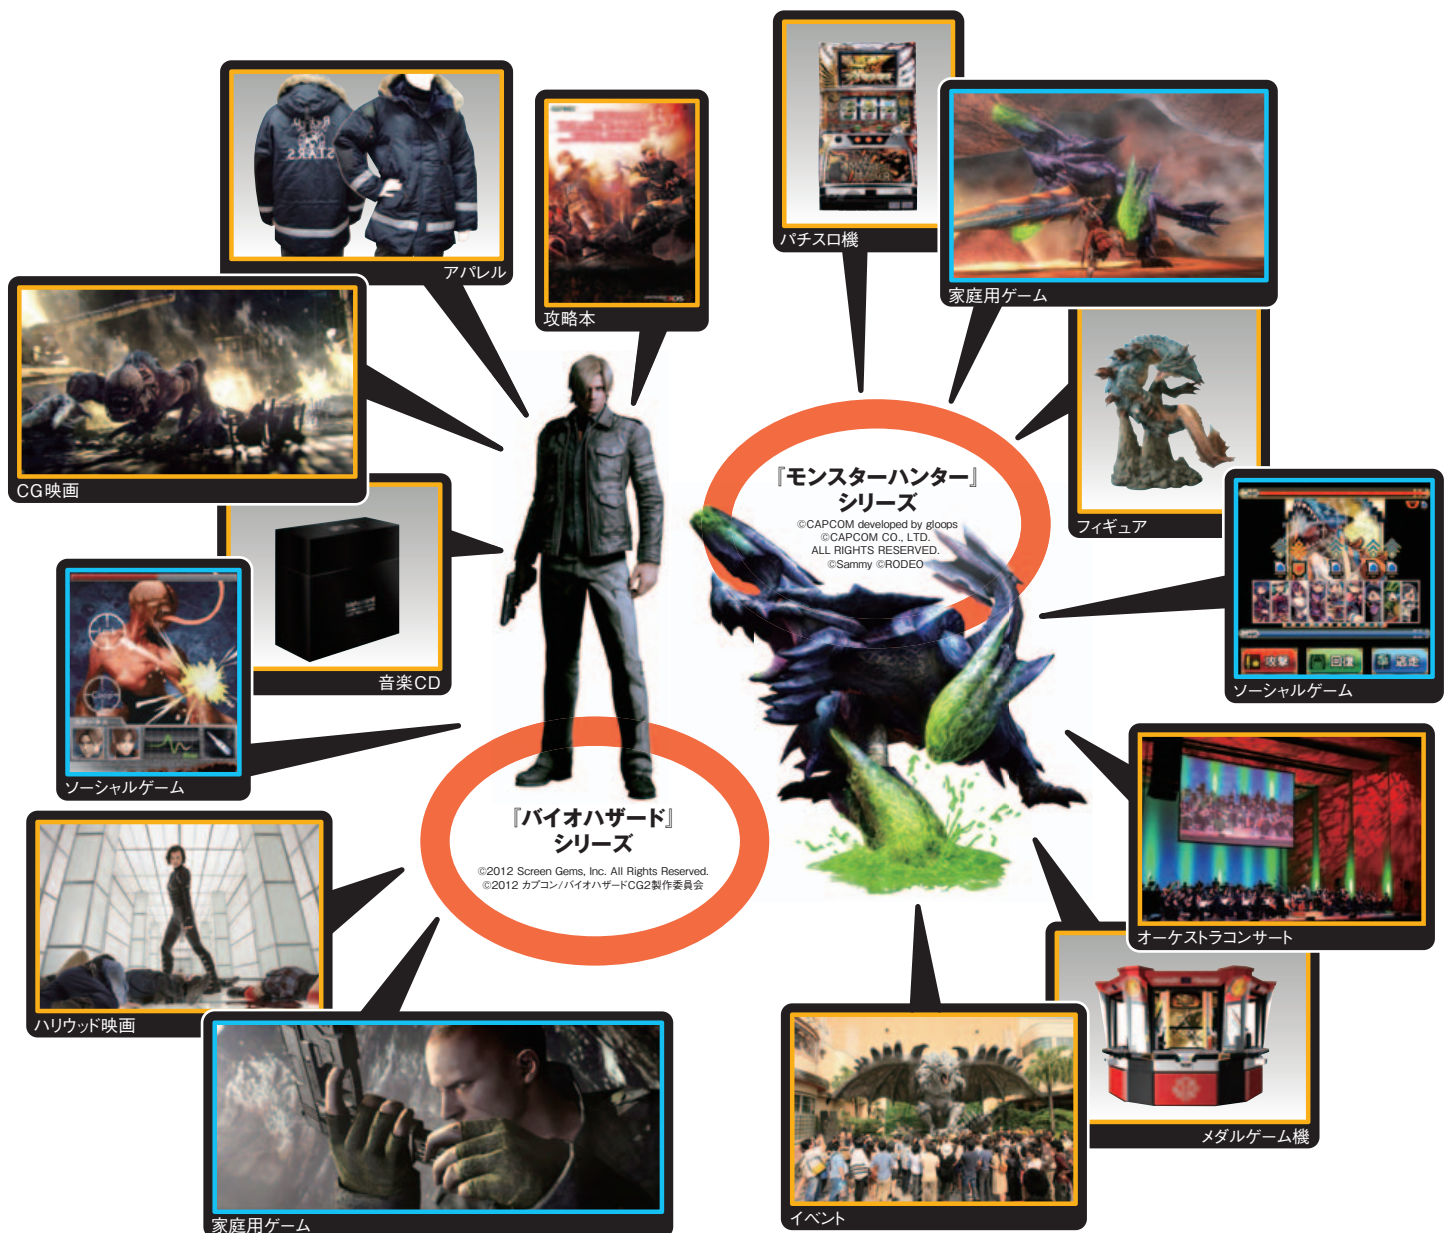 パチスロ機
家庭用ゲーム
アパレル
攻略本
CG映画
フィギュア
『モンスターハンター』
シリーズ
©CAPCOM developed by gloops
©CAPCOM CO., LTD.
ALL RIGHTS RESERVED.
©Sammy ©RODEO
音楽CD
攻撃
回復
逃走
ソーシャルゲーム
ソーシャルゲーム
『バイオハザード』
シリーズ
©2012 Screen Gems, Inc. All Rights Reserved.
©2012 カプコン/バイオハザードCG2製作委員会
オーケストラコンサート
ハリウッド映画
メダルゲーム機
イベント
家庭用ゲーム